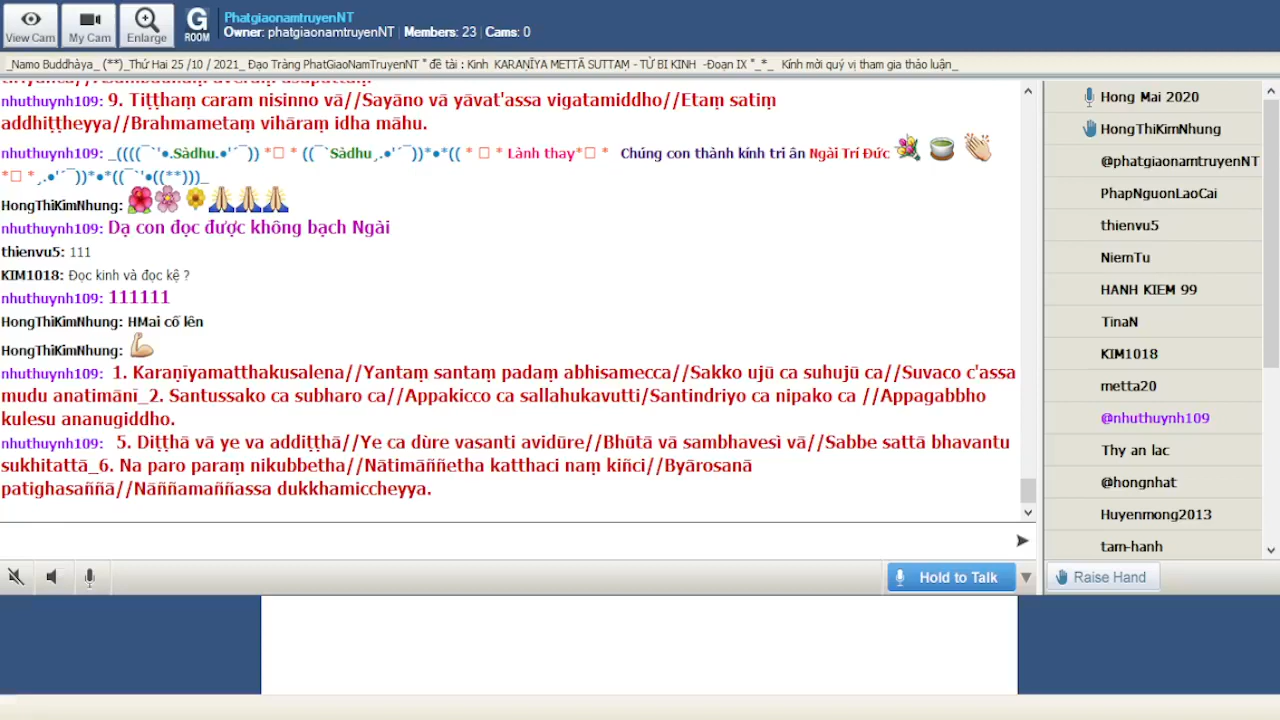 View Cam
My Cam
Enlarge
G
ROOM
PhatgiaonamtruyenNT
Owner: phatgiaonamtruyenNT | Members: 23 | Cams: 0
_Namo Buddhàya_ (**)_Thứ Hai 25 /10 / 2021_ Đạo Tràng PhatGiaoNamTruyenNT " đề tài : Kinh KARAṆĪYA METTĀ SUTTAṂ - TỪ BI KINH -Đoạn IX "_*_ Kính mời quý vị tham gia thảo luận_
nhuthuynh109: 9. Tiṭṭhaṃ caram nisinno vā//Sayāno vā yāvat'assa vigatamiddho//Etaṃ satiṃ
addhiṭṭheyya//Brahmametaṃ vihāraṃ idha māhu.
nhuthuynh109: _((((¯`'•.Sàdhu.•'´¯)) *□ * ((¯`Sàdhu¸.•'´¯))*•*(( * □ * Lành thay*□ * Chúng con thành kính tri ân Ngài Trí Đức
*□ *¸.•'´¯))*•*((¯`'•((**)))_
HongThiKimNhung:
nhuthuynh109: Dạ con đọc được không bạch Ngài
thienvu5: 111
KIM1018: Đọc kinh và đọc kệ ?
nhuthuynh109: 111111
HongThiKimNhung: HMai cố lên
HongThiKimNhung:
nhuthuynh109: 1. Karaṇīyamatthakusalena//Yantaṃ santaṃ padaṃ abhisamecca//Sakko ujū ca suhujū ca//Suvaco c'assa
mudu anatimānī_2. Santussako ca subharo ca//Appakicco ca sallahukavutti/Santindriyo ca nipako ca //Appagabbho
kulesu ananugiddho.
nhuthuynh109: 5. Diṭṭhā vā ye va addiṭṭhā//Ye ca dùre vasanti avidūre//Bhūtā vā sambhavesì vā//Sabbe sattā bhavantu
sukhitattā_6. Na paro paraṃ nikubbetha//Nātimāññetha katthaci naṃ kiñci//Byārosanā
patighasaññā//Nāññamaññassa dukkhamiccheyya.
Hold to Talk
Hong Mai 2020
HongThiKimNhung
@phatgiaonamtruyenNT
PhapNguonLaoCai
thienvu5
NiemTu
HANH KIEM 99
TinaN
KIM1018
metta20
@nhuthuynh109
Thy an lac
@hongnhat
Huyenmong2013
tam-hanh
Raise Hand